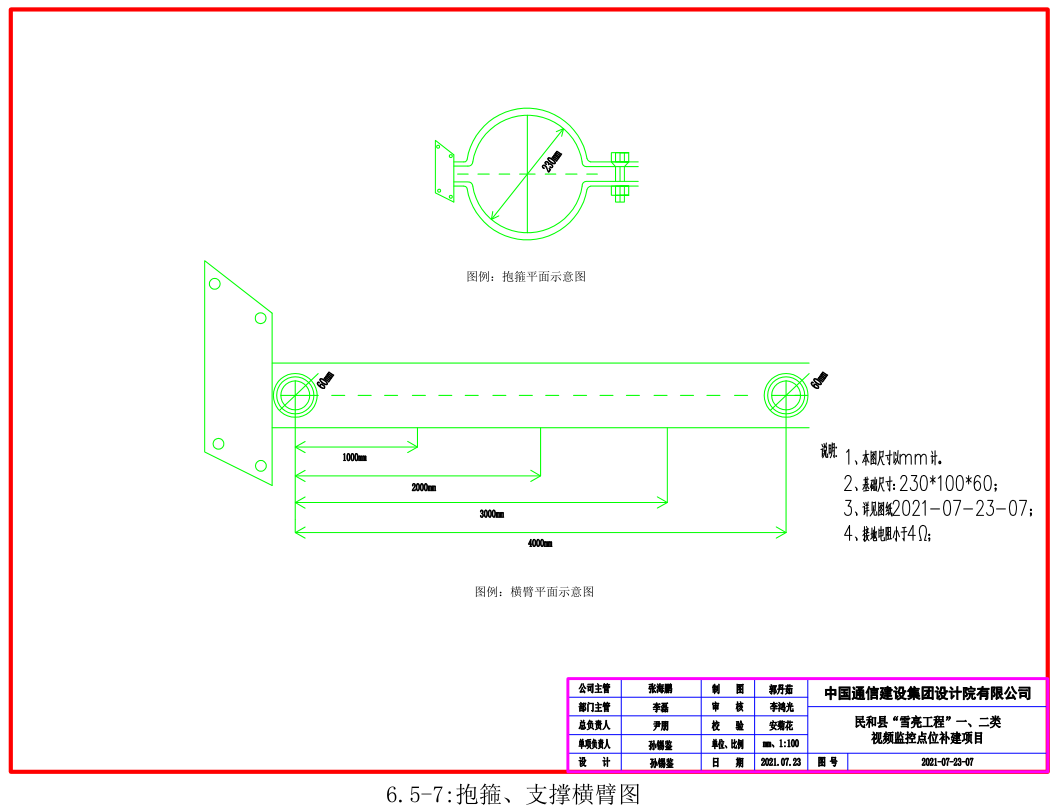 230mm
图例：抱箍平面示意图
60mm
60mm
1000mm
2000mm
3000mm
4000mm
说明:
1、本图尺寸以mm计。
2、基础尺寸：230*100*60；
3、详见图纸2021-07-23-07；
4、接地电阻小于4Ω；
图例：横臂平面示意图
公司主管 张海鹏 制 图 郭丹茹 中国通信建设集团设计院有限公司
部门主管 李磊 审 核 李鸿光
总负责人 尹朋 校 验 安菊花 民和县“雪亮工程”一、二类
单项负责人 孙锡鉴 单位、比例 mm、1:100 视频监控点位补建项目
设 计 孙锡鉴 日 期 2021.07.23 图 号 2021-07-23-07
6.5-7:抱箍、支撑横臂图